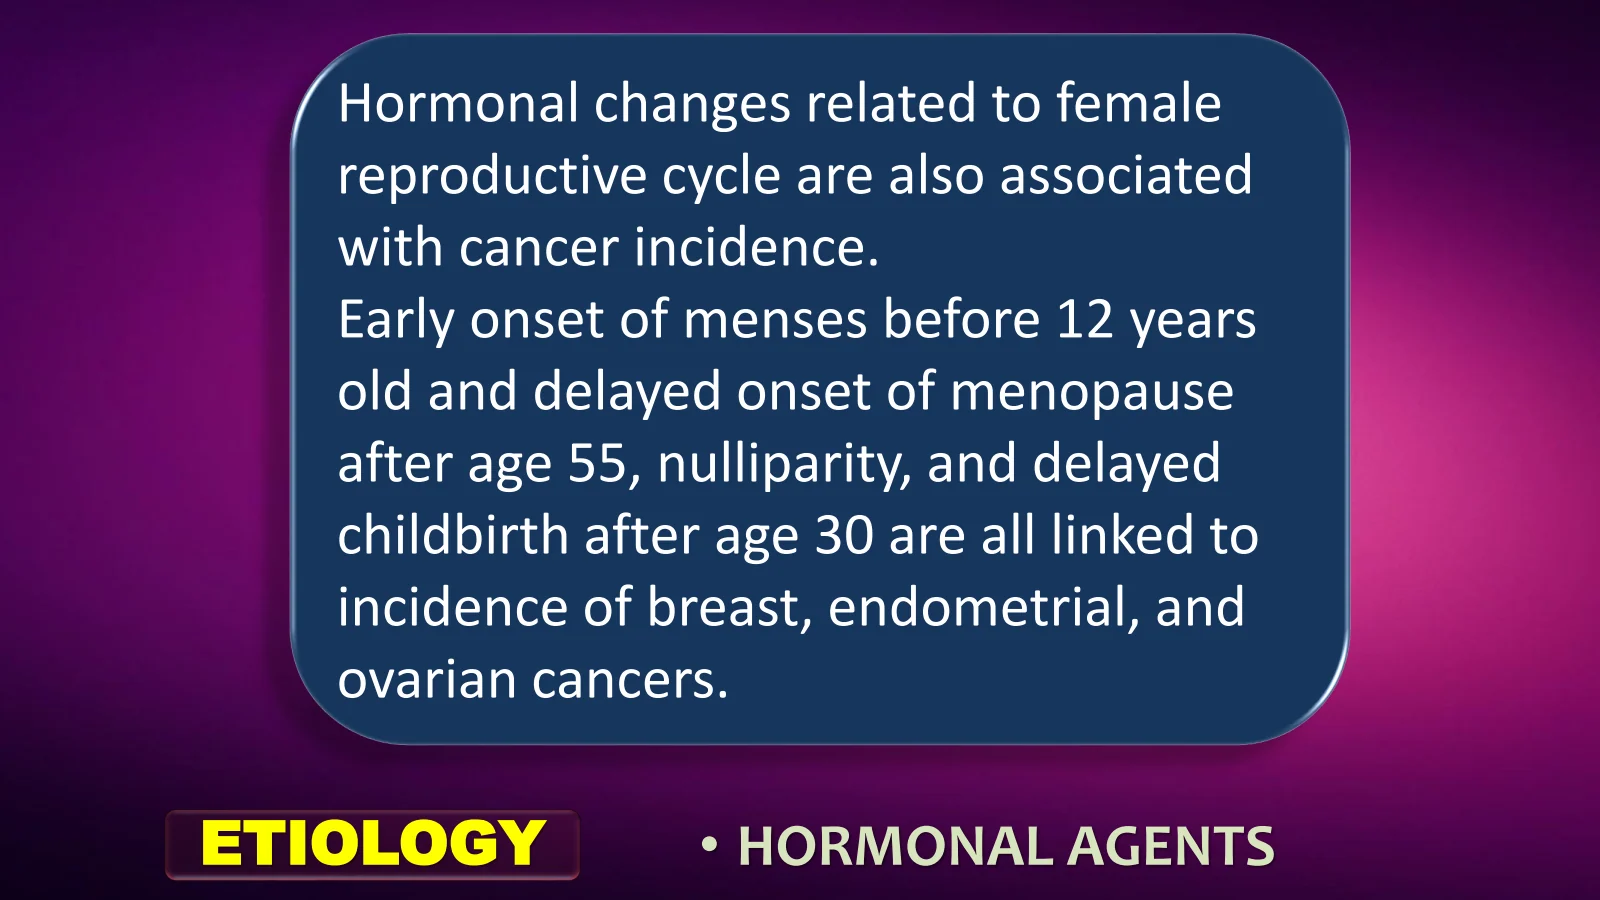 Hormonal changes related to female
reproductive cycle are also associated
with cancer incidence.
Early onset of menses before 12 years
old and delayed onset of menopause
after age 55, nulliparity, and delayed
childbirth after age 30 are all linked to
incidence of breast, endometrial, and
ovarian cancers.
ETIOLOGY
• HORMONAL AGENTS